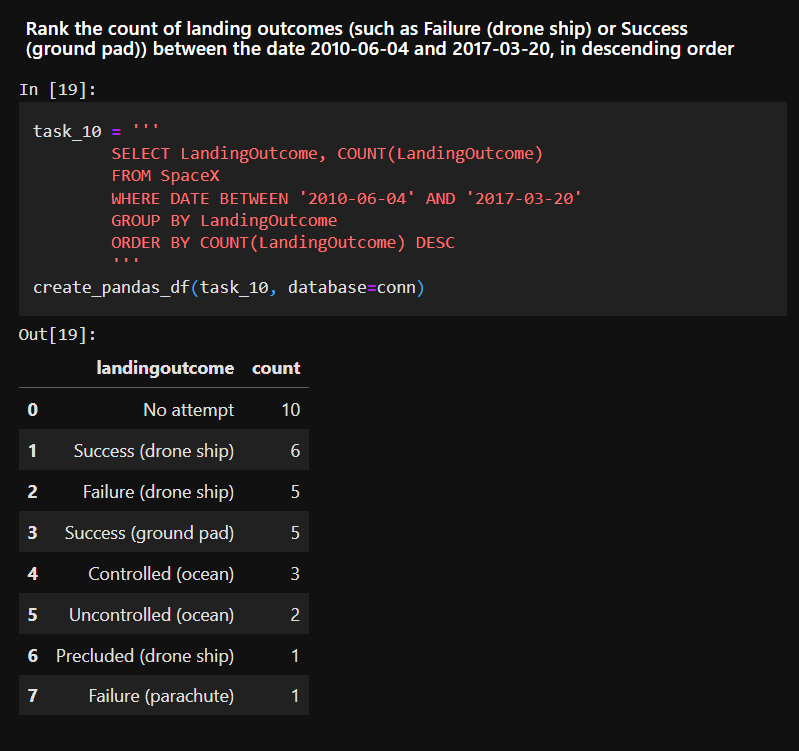 Rank the count of landing outcomes (such as Failure (drone ship) or Success
(ground pad)) between the date 2010-06-04 and 2017-03-20, in descending order
In [19]:
task_10 = '''
SELECT LandingOutcome, COUNT(LandingOutcome)
FROM SpaceX
WHERE DATE BETWEEN '2010-06-04' AND '2017-03-20'
GROUP BY LandingOutcome
ORDER BY COUNT(LandingOutcome) DESC
'''
create_pandas_df(task_10, database=conn)
Out[19]:
landingoutcome count
0 No attempt 10
1 Success (drone ship) 6
2 Failure (drone ship) 5
3 Success (ground pad) 5
4 Controlled (ocean) 3
5 Uncontrolled (ocean) 2
6 Precluded (drone ship) 1
7 Failure (parachute) 1